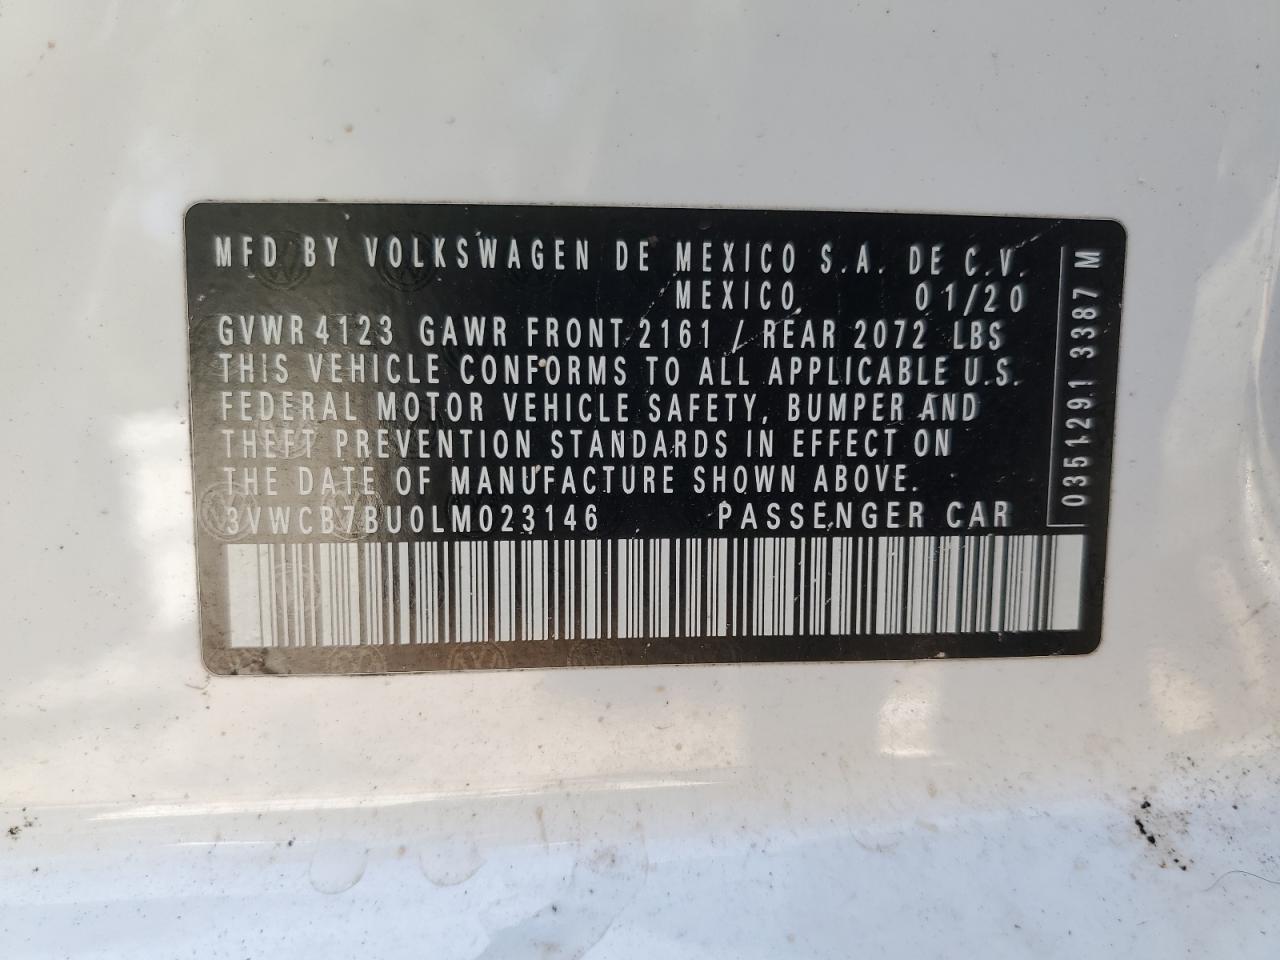 MFD BY VOLKSWAGEN DE MEXICO S.A. DE C.V.
MEXICO 01/20
GVWR 4123 GAWR FRONT 2161 / REAR 2072 LBS
THIS VEHICLE CONFORMS TO ALL APPLICABLE U.S.
FEDERAL MOTOR VEHICLE SAFETY, BUMPER AND
THEFT PREVENTION STANDARDS IN EFFECT ON
THE DATE OF MANUFACTURE SHOWN ABOVE.
3VWCB7BU0LM023146 PASSENGER CAR
0351291 3387 M